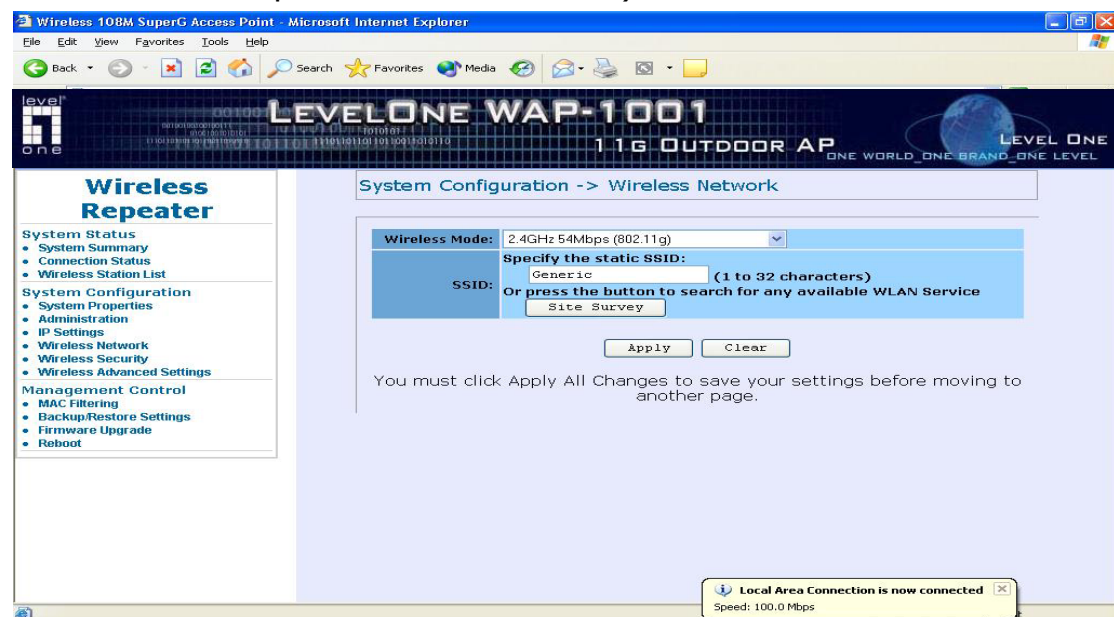 Wireless 108M SuperG Access Point - Microsoft Internet Explorer
File Edit View Favorites Tools Help
Back Search Favorites Media
level one
LEVELONE WAP-1001
11G OUTDOOR AP
LEVEL ONE
ONE WORLD_ONE BRAND_ONE LEVEL
Wireless
Repeater
System Status
• System Summary
• Connection Status
• Wireless Station List
System Configuration
• System Properties
• Administration
• IP Settings
• Wireless Network
• Wireless Security
• Wireless Advanced Settings
Management Control
• MAC Filtering
• Backup/Restore Settings
• Firmware Upgrade
• Reboot
System Configuration -> Wireless Network
Wireless Mode: 2.4GHz 54Mbps (802.11g)
SSID:
Specify the static SSID:
Generic (1 to 32 characters)
Or press the button to search for any available WLAN Service
Site Survey
Apply Clear
You must click Apply All Changes to save your settings before moving to
another page.
Local Area Connection is now connected
Speed: 100.0 Mbps